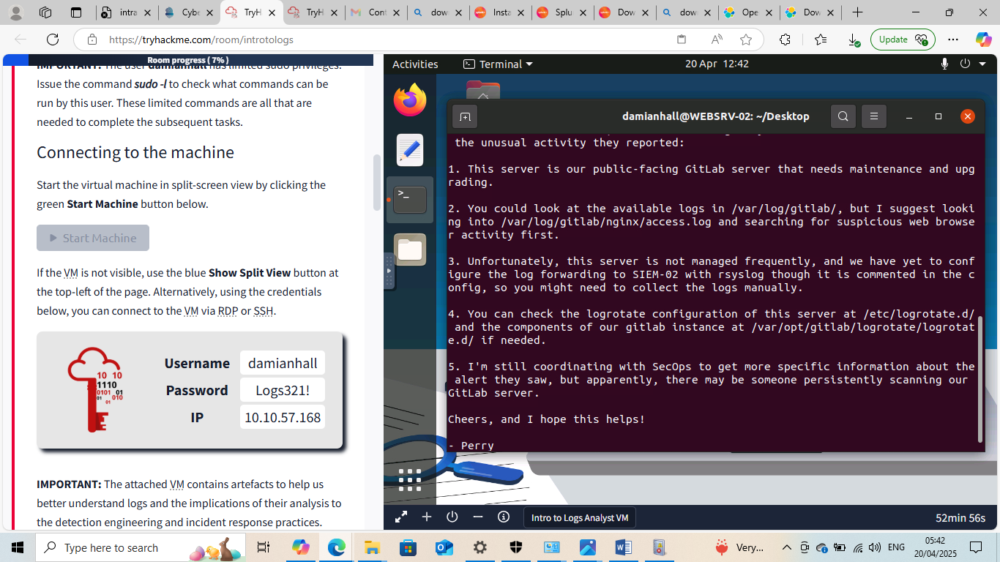 intra
Cybe
TryH
TryH
Cont
dow
Insta
Splu
Dow
dow
Ope
Dow
https://tryhackme.com/room/introtologs
Update
Room progress ( 7% )
IMPORTANT: The user damianhall has limited sudo privileges.
Issue the command sudo -l to check what commands can be
run by this user. These limited commands are all that are
needed to complete the subsequent tasks.
Connecting to the machine
Start the virtual machine in split-screen view by clicking the
green Start Machine button below.
Start Machine
If the VM is not visible, use the blue Show Split View button at
the top-left of the page. Alternatively, using the credentials
below, you can connect to the VM via RDP or SSH.
10 10
1110
0101 01
01 010
01
Username damianhall
Password Logs321!
IP 10.10.57.168
IMPORTANT: The attached VM contains artefacts to help us
better understand logs and the implications of their analysis to
the detection engineering and incident response practices.
Activities Terminal 20 Apr 12:42
damianhall@WEBSRV-02: ~/Desktop
the unusual activity they reported:
1. This server is our public-facing GitLab server that needs maintenance and upg
rading.
2. You could look at the available logs in /var/log/gitlab/, but I suggest looki
ng into /var/log/gitlab/nginx/access.log and searching for suspicious web browse
r activity first.
3. Unfortunately, this server is not managed frequently, and we have yet to conf
igure the log forwarding to SIEM-02 with rsyslog though it is commented in the c
onfig, so you might need to collect the logs manually.
4. You can check the logrotate configuration of this server at /etc/logrotate.d/
and the components of our gitlab instance at /var/opt/gitlab/logrotate/logrotat
e.d/ if needed.
5. I'm still coordinating with SecOps to get more specific information about the
alert they saw, but apparently, there may be someone persistently scanning our
GitLab server.
Cheers, and I hope this helps!
- Perry
Intro to Logs Analyst VM
52min 56s
Type here to search
Very...
ENG
05:42
20/04/2025